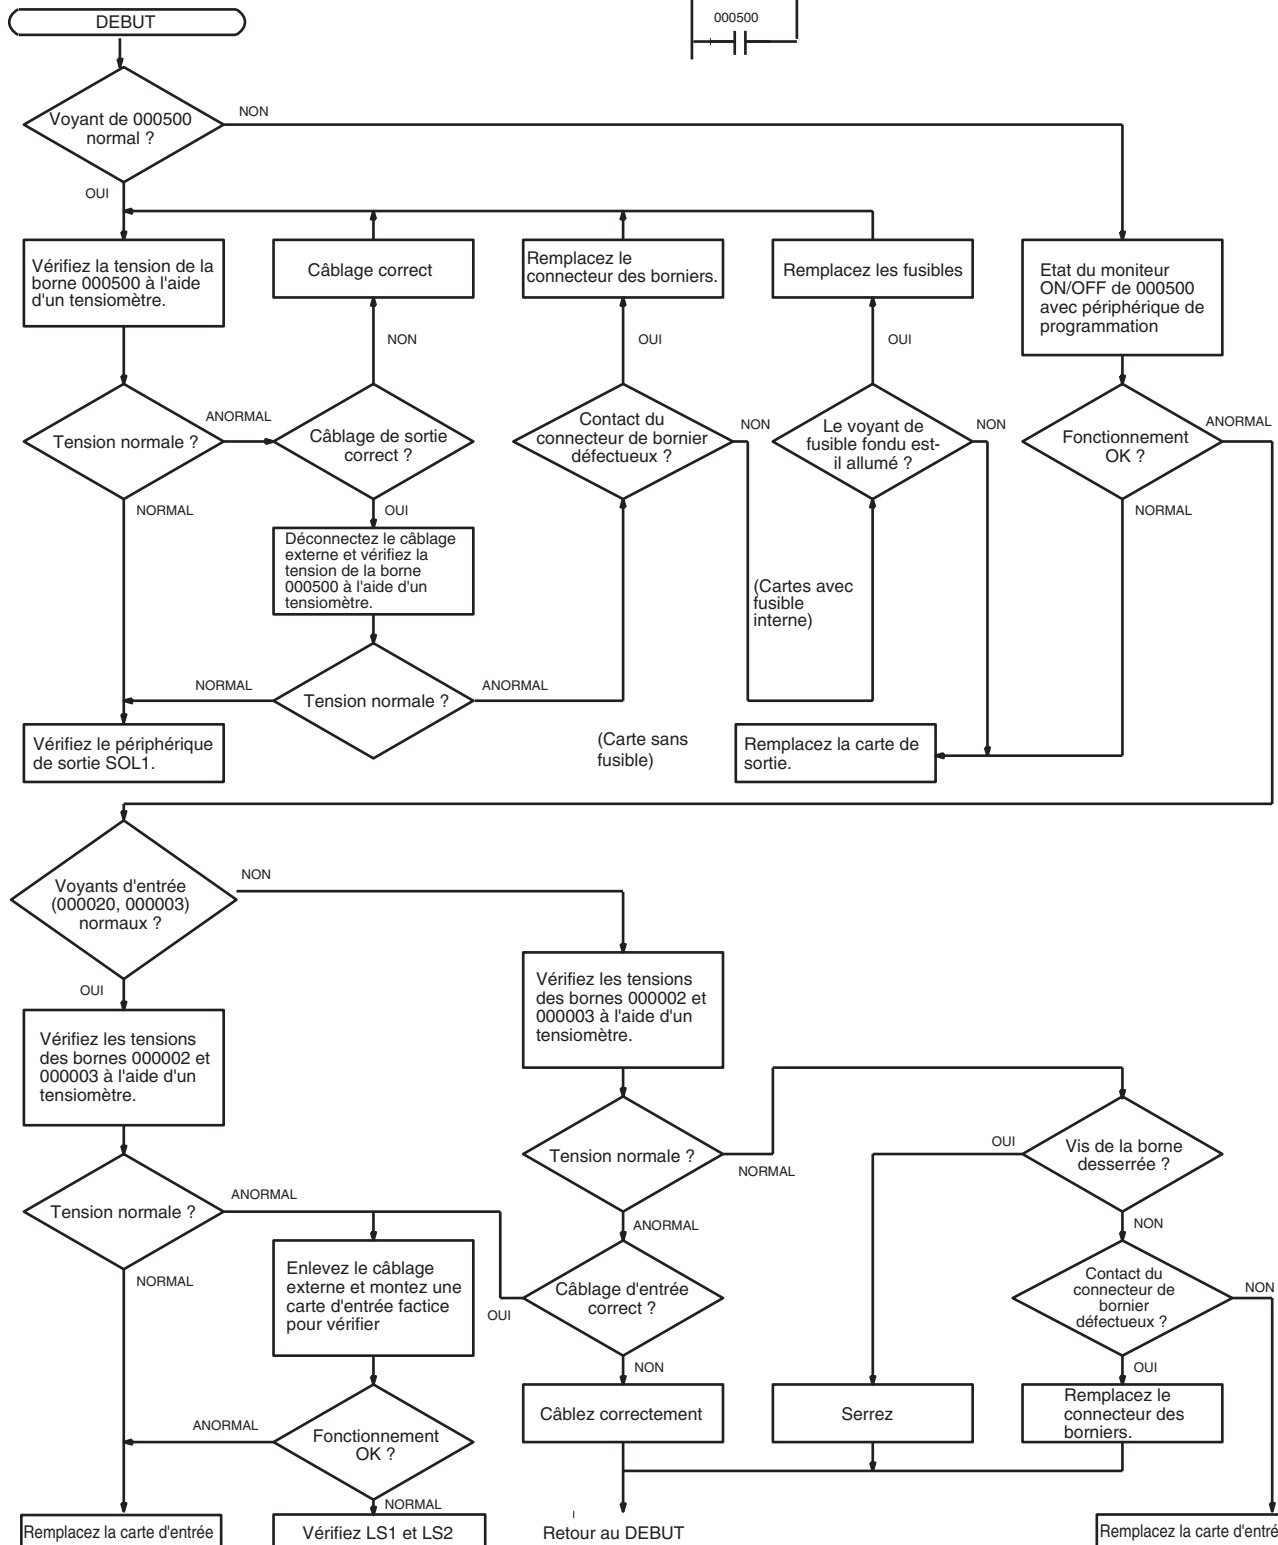 DEBUT
000500
Voyant de 000500
normal ?
NON
OUI
Vérifiez la tension de la
borne 000500 à l'aide
d'un tensiomètre.
Câblage correct
Remplacez le
connecteur des borniers.
Remplacez les fusibles
Etat du moniteur
ON/OFF de 000500
avec périphérique de
programmation
NON
OUI
OUI
Tension normale ?
ANORMAL
Câblage de sortie
correct ?
Contact du
connecteur de bornier
défectueux ?
NON
Le voyant de
fusible fondu est-
il allumé ?
NON
Fonctionnement
OK ?
ANORMAL
NORMAL
OUI
NORMAL
Déconnectez le câblage
externe et vérifiez la
tension de la borne
000500 à l'aide d'un
tensiomètre.
(Cartes avec
fusible
interne)
NORMAL
Tension normale ?
ANORMAL
Vérifiez le périphérique
de sortie SOL1.
(Carte sans
fusible)
Remplacez la carte de
sortie.
Voyants d'entrée
(000020, 000003)
normaux ?
NON
OUI
Vérifiez les tensions
des bornes 000002 et
000003 à l'aide d'un
tensiomètre.
Vérifiez les tensions
des bornes 000002 et
000003 à l'aide d'un
tensiomètre.
Tension normale ?
NORMAL
OUI
Vis de la borne
desserrée ?
Tension normale ?
ANORMAL
ANORMAL
NON
NORMAL
Enlevez le câblage
externe et montez une
carte d'entrée factice
pour vérifier
OUI
Câblage d'entrée
correct ?
Contact du
connecteur de
bornier
défectueux ?
NON
NON
OUI
Câblez correctement
Serrez
Remplacez le
connecteur des
borniers.
ANORMAL
Fonctionnement
OK ?
NORMAL
Remplacez la carte d'entrée
Vérifiez LS1 et LS2
Retour au DEBUT
Remplacez la carte d'entré